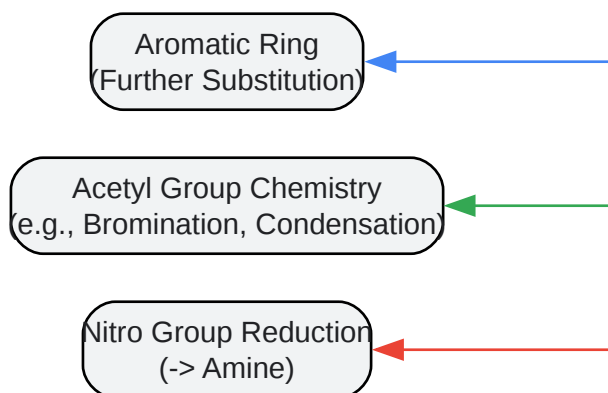 Aromatic Ring
(Further Substitution)
Acetyl Group Chemistry
(e.g., Bromination, Condensation)
Nitro Group Reduction
(-> Amine)